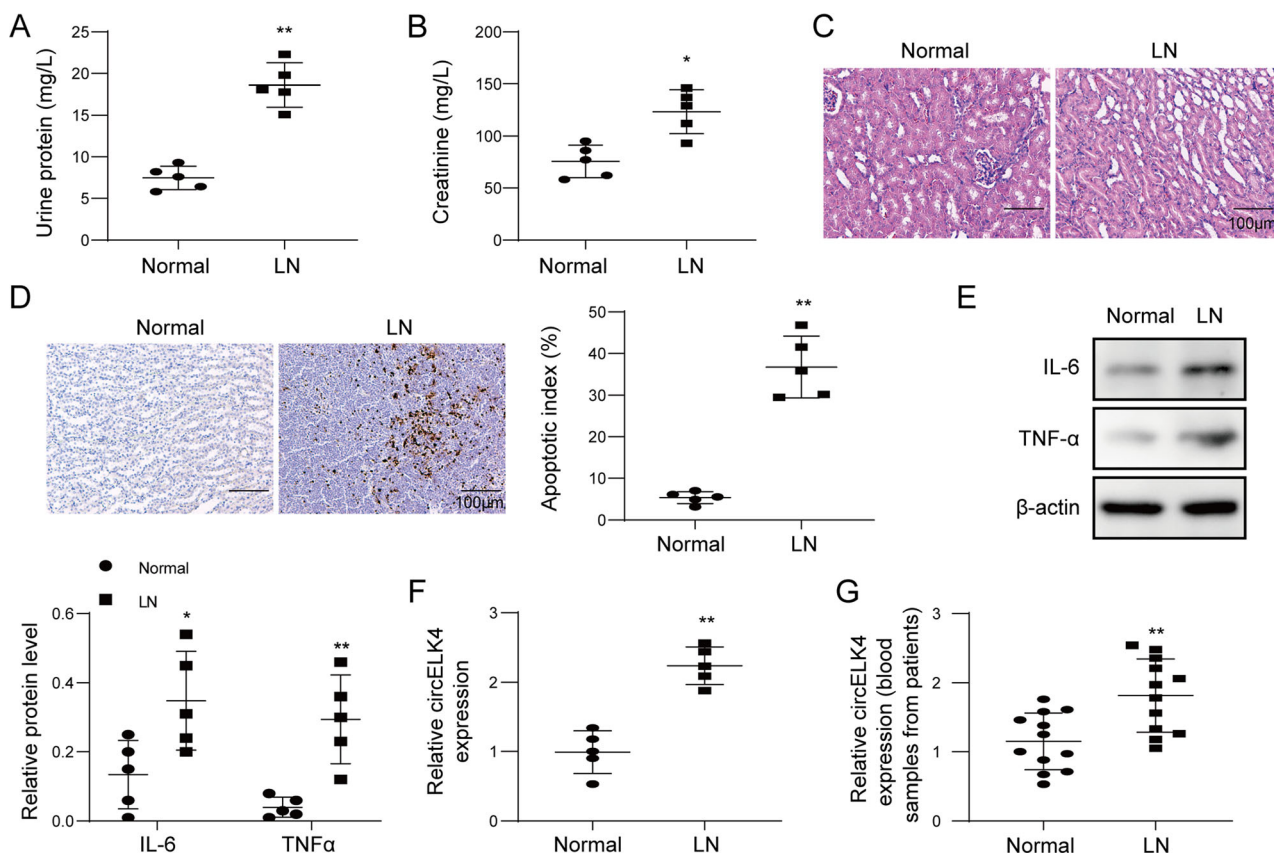 A
Urine protein (mg/L)
25
20
15
10
5
0
**
Normal
LN
B
Creatinine (mg/L)
200
150
100
50
0
*
Normal
LN
C
Normal
LN
100μm
D
Normal
LN
100μm
Apoptotic index (%)
50
40
30
20
10
0
**
Normal
LN
E
Normal
LN
IL-6
TNF-α
β-actin
Normal
LN
Relative protein level
0.6
0.4
0.2
0.0
*
**
IL-6
TNFα
F
Relative circELK4
expression
3
2
1
0
**
Normal
LN
G
Relative circELK4
expression (blood
samples from patients)
3
2
1
0
**
Normal
LN